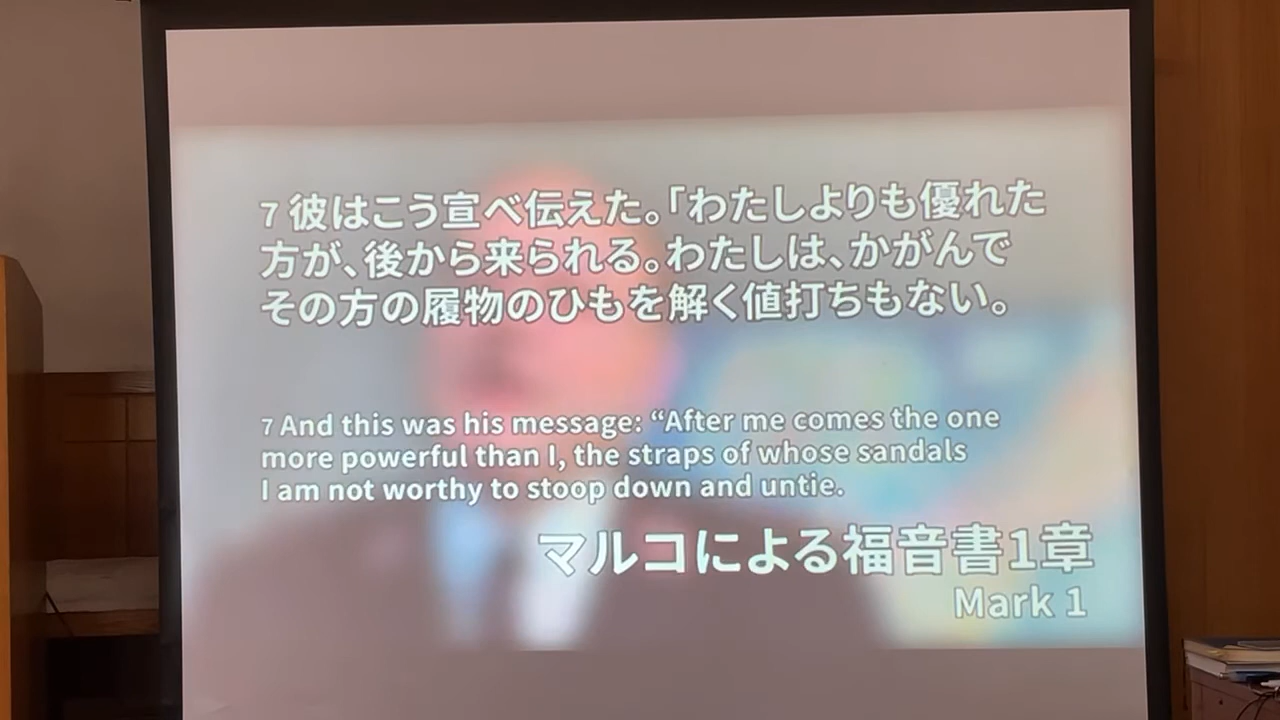 7 彼はこう宣べ伝えた。「わたしよりも優れた
方が、後から来られる。わたしは、かがんで
その方の履物のひもを解く値打ちもない。
7 And this was his message: “After me comes the one
more powerful than I, the straps of whose sandals
I am not worthy to stoop down and untie.
マルコによる福音書1章
Mark 1